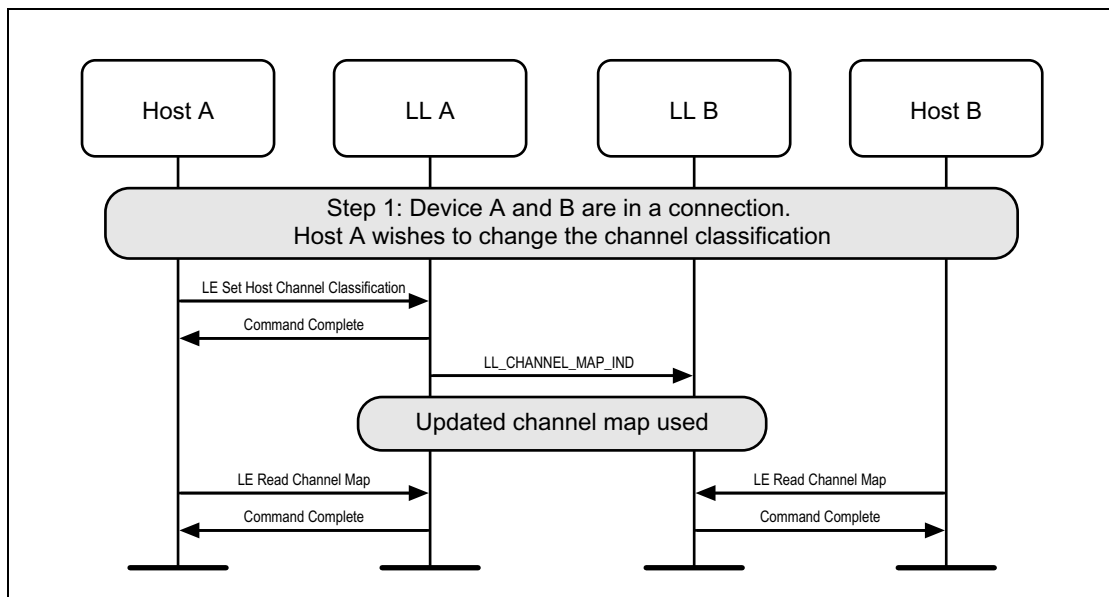 Host A
LL A
LL B
Host B
Step 1: Device A and B are in a connection.
Host A wishes to change the channel classification
LE Set Host Channel Classification
Command Complete
LL_CHANNEL_MAP_IND
Updated channel map used
LE Read Channel Map
LE Read Channel Map
Command Complete
Command Complete